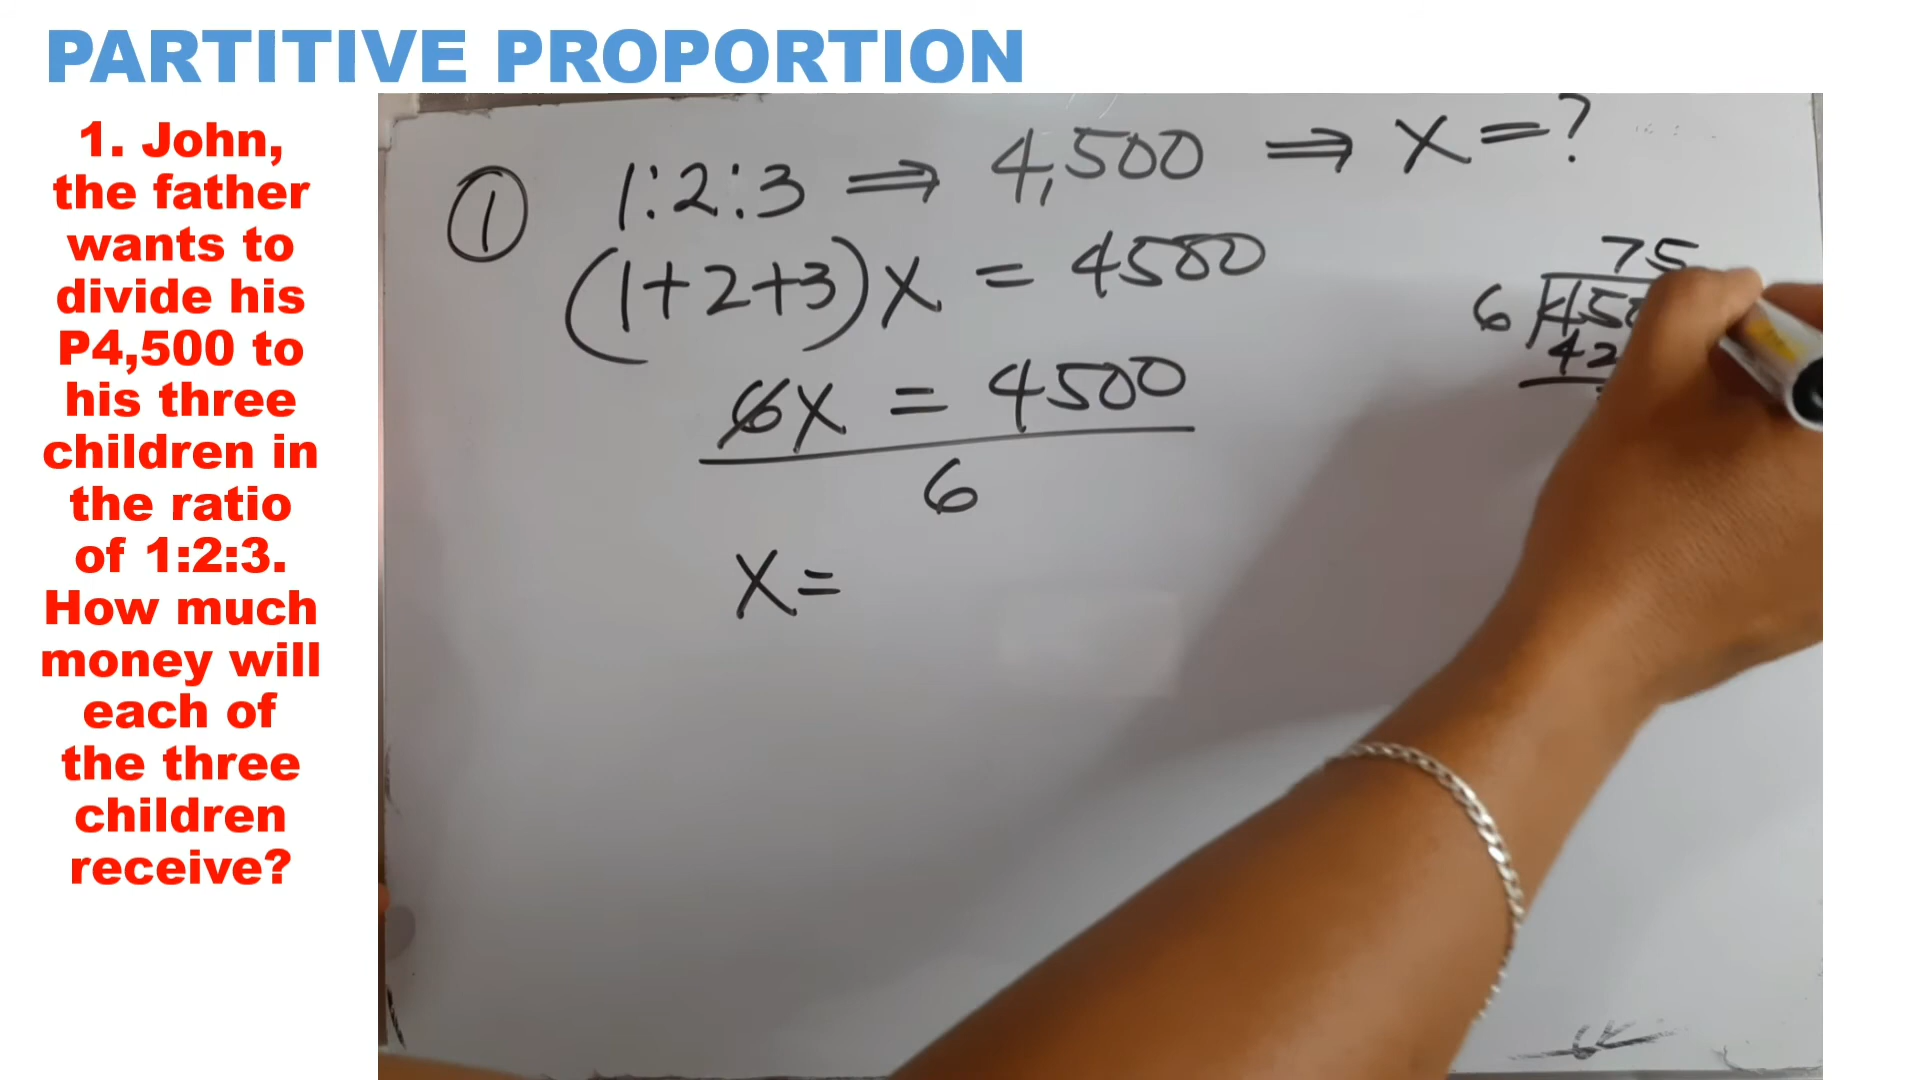 PARTITIVE PROPORTION
1. John,
the father
wants to
divide his
P4,500 to
his three
children in
the ratio
of 1:2:3.
How much
money will
each of
the three
children
receive?
① 1:2:3 ⟹ 4,500 ⟹ X = ?
(1+2+3)X = 4500
6X = 4500
6
X=
75
6 450
42